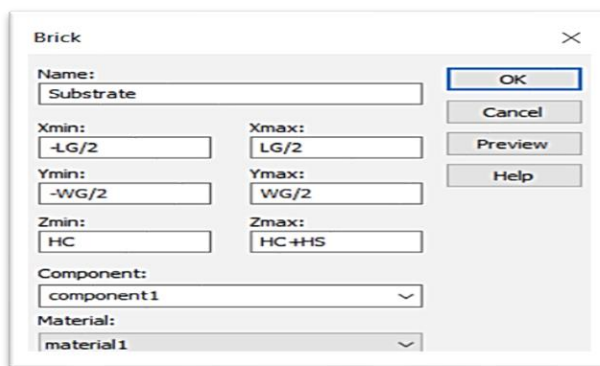 Brick
Name:
Substrate
OK
Cancel
Xmin:
Xmax:
-LG/2
LG/2
Preview
Ymin:
Ymax:
-WG/2
WG/2
Help
Zmin:
Zmax:
HC
HC+HS
Component:
component1
Material:
material1